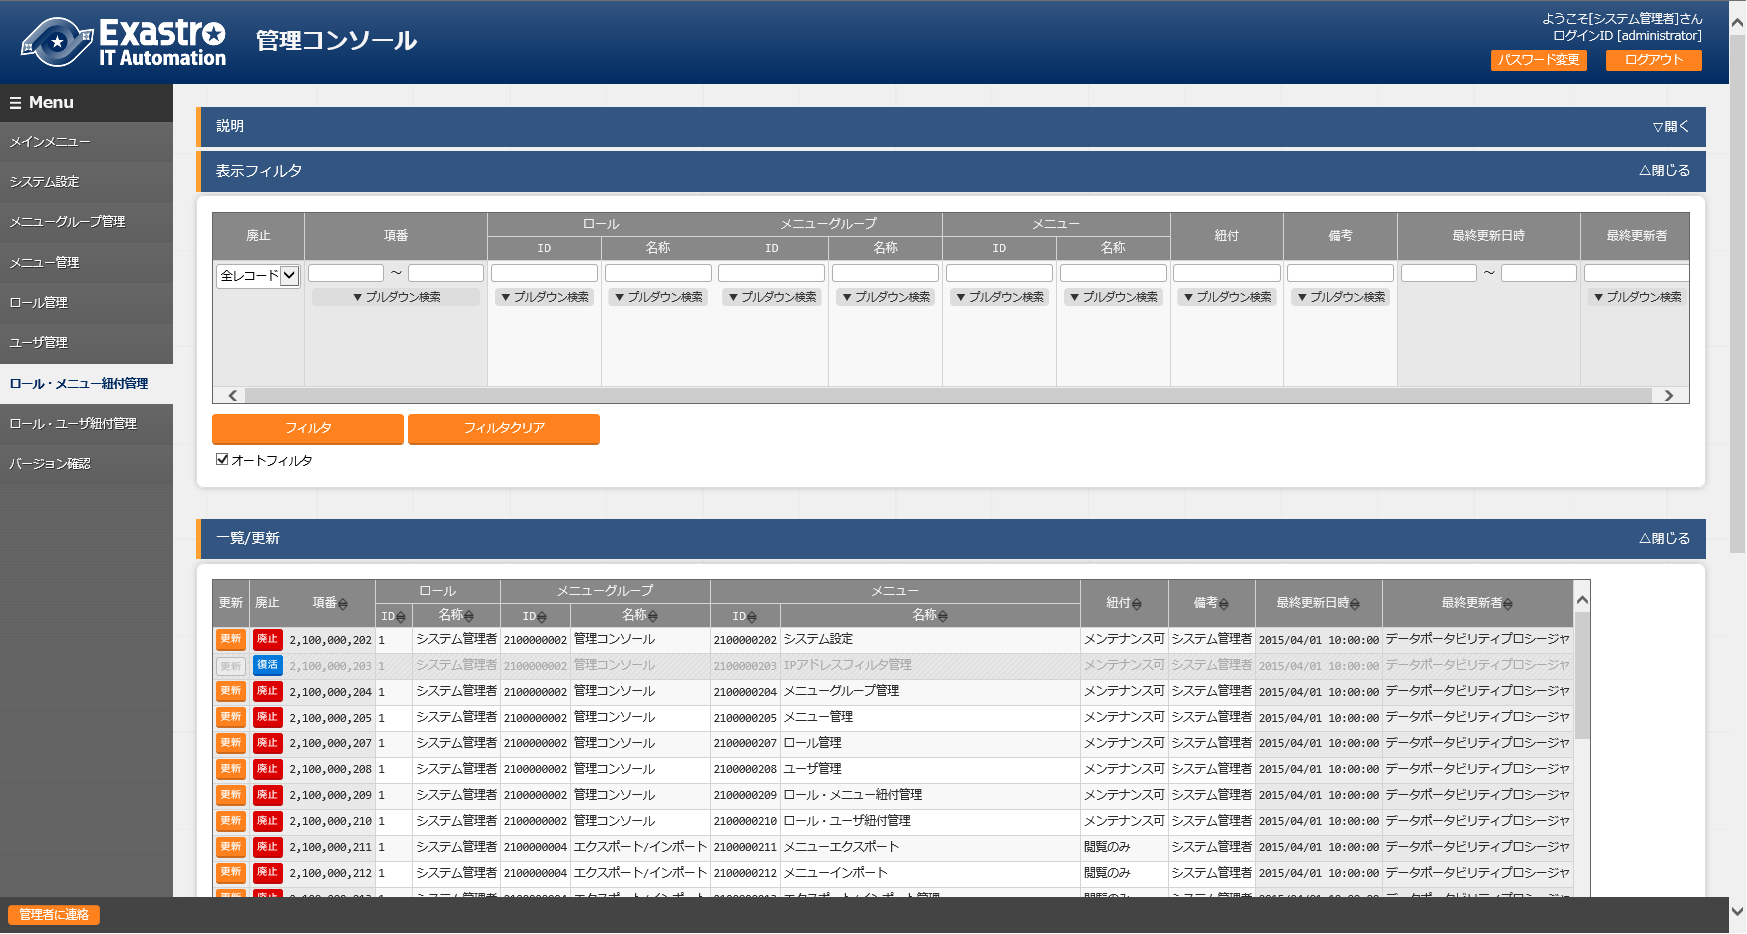 Exastro
IT Automation
管理コンソール
ようこそ[システム管理者]さん
ログインID [administrator]
パスワード変更 ログアウト
Menu
メインメニュー
システム設定
メニューグループ管理
メニュー管理
ロール管理
ユーザ管理
ロール・メニュー紐付管理
ロール・ユーザ紐付管理
バージョン確認
説明 ▽開く
表示フィルタ △閉じる
廃止 項番 ロール メニューグループ メニュー 紐付 備考 最終更新日時 最終更新者
ID 名称 ID 名称 ID 名称
全レコード ～ ～
▼プルダウン検索 ▼プルダウン検索 ▼プルダウン検索 ▼プルダウン検索 ▼プルダウン検索 ▼プルダウン検索 ▼プルダウン検索 ▼プルダウン検索 ▼プルダウン検索 ▼プルダウン検索
フィルタ フィルタクリア
オートフィルタ
一覧/更新 △閉じる
更新 廃止 項番 ロール メニューグループ メニュー 紐付 備考 最終更新日時 最終更新者
ID 名称 ID 名称 ID 名称
更新 廃止 2,100,000,202 1 システム管理者 2100000002 管理コンソール 2100000202 システム設定 メンテナンス可 システム管理者 2015/04/01 10:00:00 データポータビリティプロシージャ
更新 復活 2,100,000,203 1 システム管理者 2100000002 管理コンソール 2100000203 IPアドレスフィルタ管理 メンテナンス可 システム管理者 2015/04/01 10:00:00 データポータビリティプロシージャ
更新 廃止 2,100,000,204 1 システム管理者 2100000002 管理コンソール 2100000204 メニューグループ管理 メンテナンス可 システム管理者 2015/04/01 10:00:00 データポータビリティプロシージャ
更新 廃止 2,100,000,205 1 システム管理者 2100000002 管理コンソール 2100000205 メニュー管理 メンテナンス可 システム管理者 2015/04/01 10:00:00 データポータビリティプロシージャ
更新 廃止 2,100,000,207 1 システム管理者 2100000002 管理コンソール 2100000207 ロール管理 メンテナンス可 システム管理者 2015/04/01 10:00:00 データポータビリティプロシージャ
更新 廃止 2,100,000,208 1 システム管理者 2100000002 管理コンソール 2100000208 ユーザ管理 メンテナンス可 システム管理者 2015/04/01 10:00:00 データポータビリティプロシージャ
更新 廃止 2,100,000,209 1 システム管理者 2100000002 管理コンソール 2100000209 ロール・メニュー紐付管理 メンテナンス可 システム管理者 2015/04/01 10:00:00 データポータビリティプロシージャ
更新 廃止 2,100,000,210 1 システム管理者 2100000002 管理コンソール 2100000210 ロール・ユーザ紐付管理 メンテナンス可 システム管理者 2015/04/01 10:00:00 データポータビリティプロシージャ
更新 廃止 2,100,000,211 1 システム管理者 2100000004 エクスポート/インポート 2100000211 メニューエクスポート 閲覧のみ システム管理者 2015/04/01 10:00:00 データポータビリティプロシージャ
更新 廃止 2,100,000,212 1 システム管理者 2100000004 エクスポート/インポート 2100000212 メニューインポート 閲覧のみ システム管理者 2015/04/01 10:00:00 データポータビリティプロシージャ
管理者に連絡